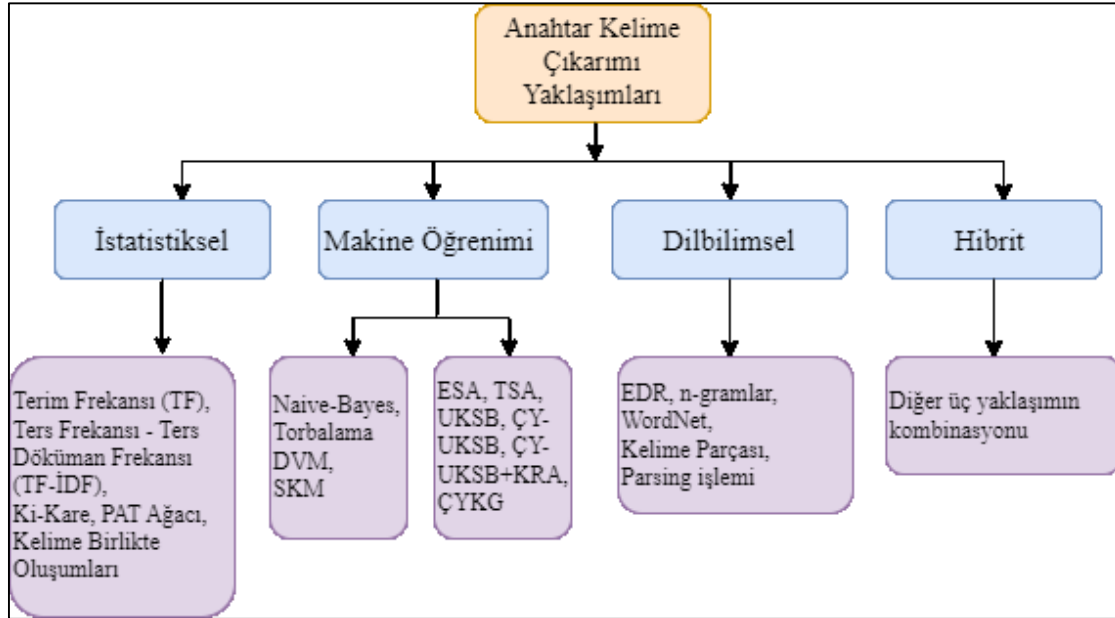 Anahtar Kelime
Çıkarımı
Yaklaşımları
İstatistiksel
Makine Öğrenimi
Dilbilimsel
Hibrit
Terim Frekansı (TF),
Ters Frekansı - Ters
Döküman Frekansı
(TF-İDF),
Ki-Kare, PAT Ağacı,
Kelime Birlikte
Oluşumları
Naive-Bayes,
Torbalama
DVM,
SKM
ESA, TSA,
UKSB, ÇY-
UKSB, ÇY-
UKSB+KRA,
ÇYKG
EDR, n-gramlar,
WordNet,
Kelime Parçası,
Parsing işlemi
Diğer üç yaklaşımın
kombinasyonu